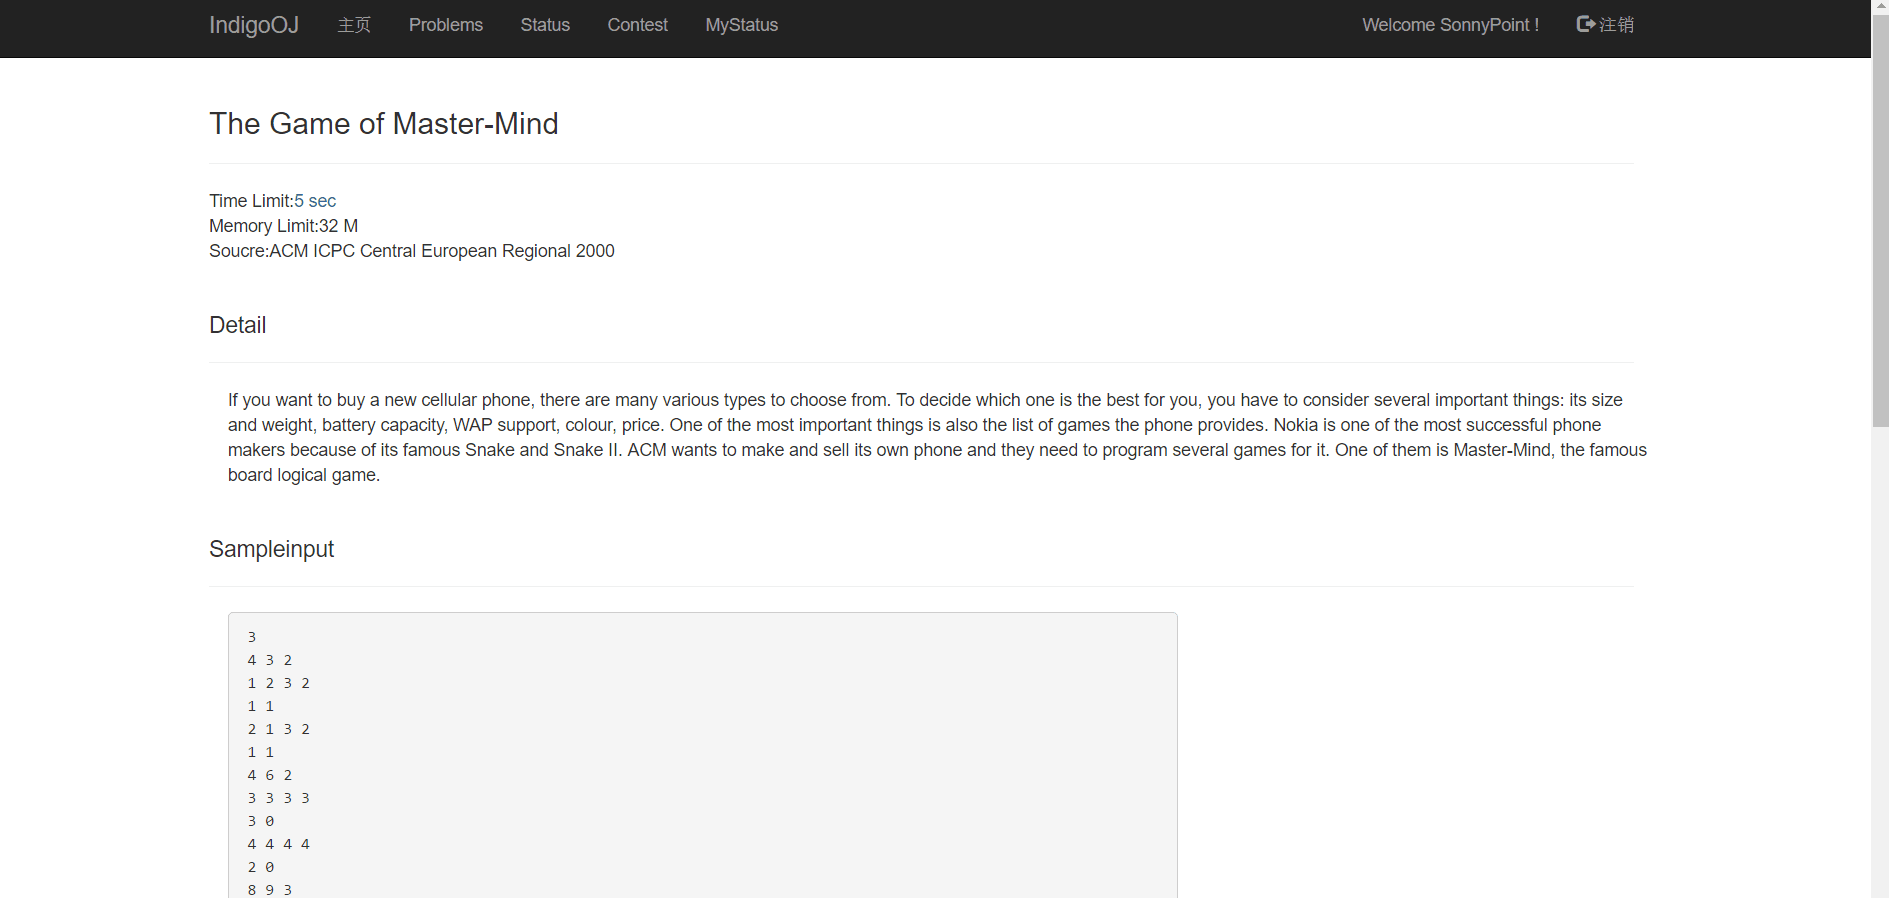 IndigoOJ 主页 Problems Status Contest MyStatus Welcome SonnyPoint ! 注销
The Game of Master-Mind
Time Limit:5 sec
Memory Limit:32 M
Soucre:ACM ICPC Central European Regional 2000
Detail
If you want to buy a new cellular phone, there are many various types to choose from. To decide which one is the best for you, you have to consider several important things: its size
and weight, battery capacity, WAP support, colour, price. One of the most important things is also the list of games the phone provides. Nokia is one of the most successful phone
makers because of its famous Snake and Snake II. ACM wants to make and sell its own phone and they need to program several games for it. One of them is Master-Mind, the famous
board logical game.
Sampleinput
3
4 3 2
1 2 3 2
1 1
2 1 3 2
1 1
4 6 2
3 3 3 3
3 0
4 4 4 4
2 0
8 9 3